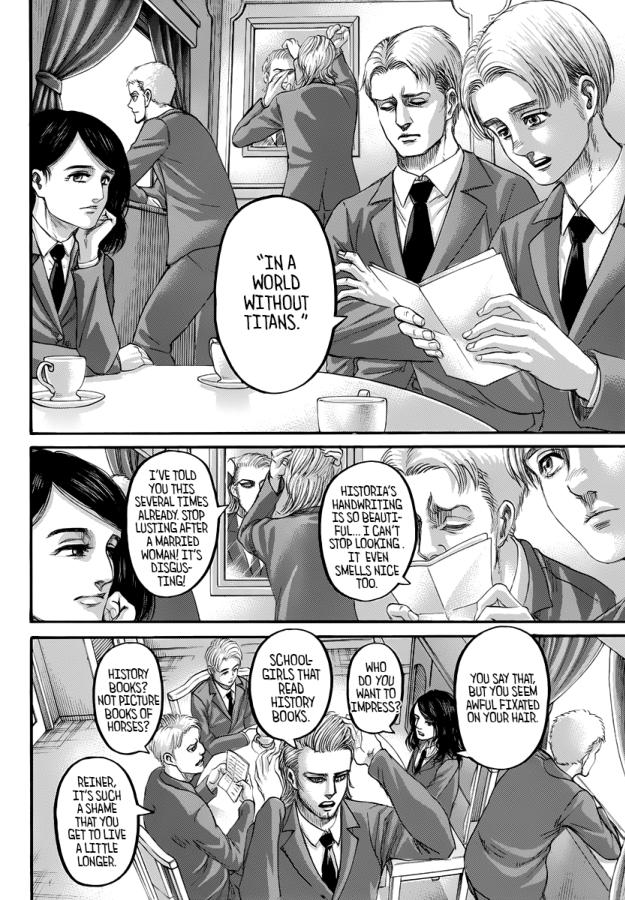 "IN A
WORLD
WITHOUT
TITANS."
HISTORIA'S
HANDWRITING
IS SO BEAUTI-
FUL... I CAN'T
STOP LOOKING.
IT EVEN
SMELLS NICE
TOO.
I'VE TOLD
YOU THIS
SEVERAL TIMES
ALREADY. STOP
LUSTING AFTER
A MARRIED
WOMAN! IT'S
DISGUS-
TING!
YOU SAY THAT,
BUT YOU SEEM
AWFUL FIXATED
ON YOUR HAIR.
WHO
DO YOU
WANT TO
IMPRESS?
SCHOOL-
GIRLS THAT
READ
HISTORY
BOOKS.
HISTORY
BOOKS?
NOT PICTURE
BOOKS OF
HORSES?
REINER,
IT'S SUCH
A SHAME
THAT YOU
GET TO LIVE
A LITTLE
LONGER.